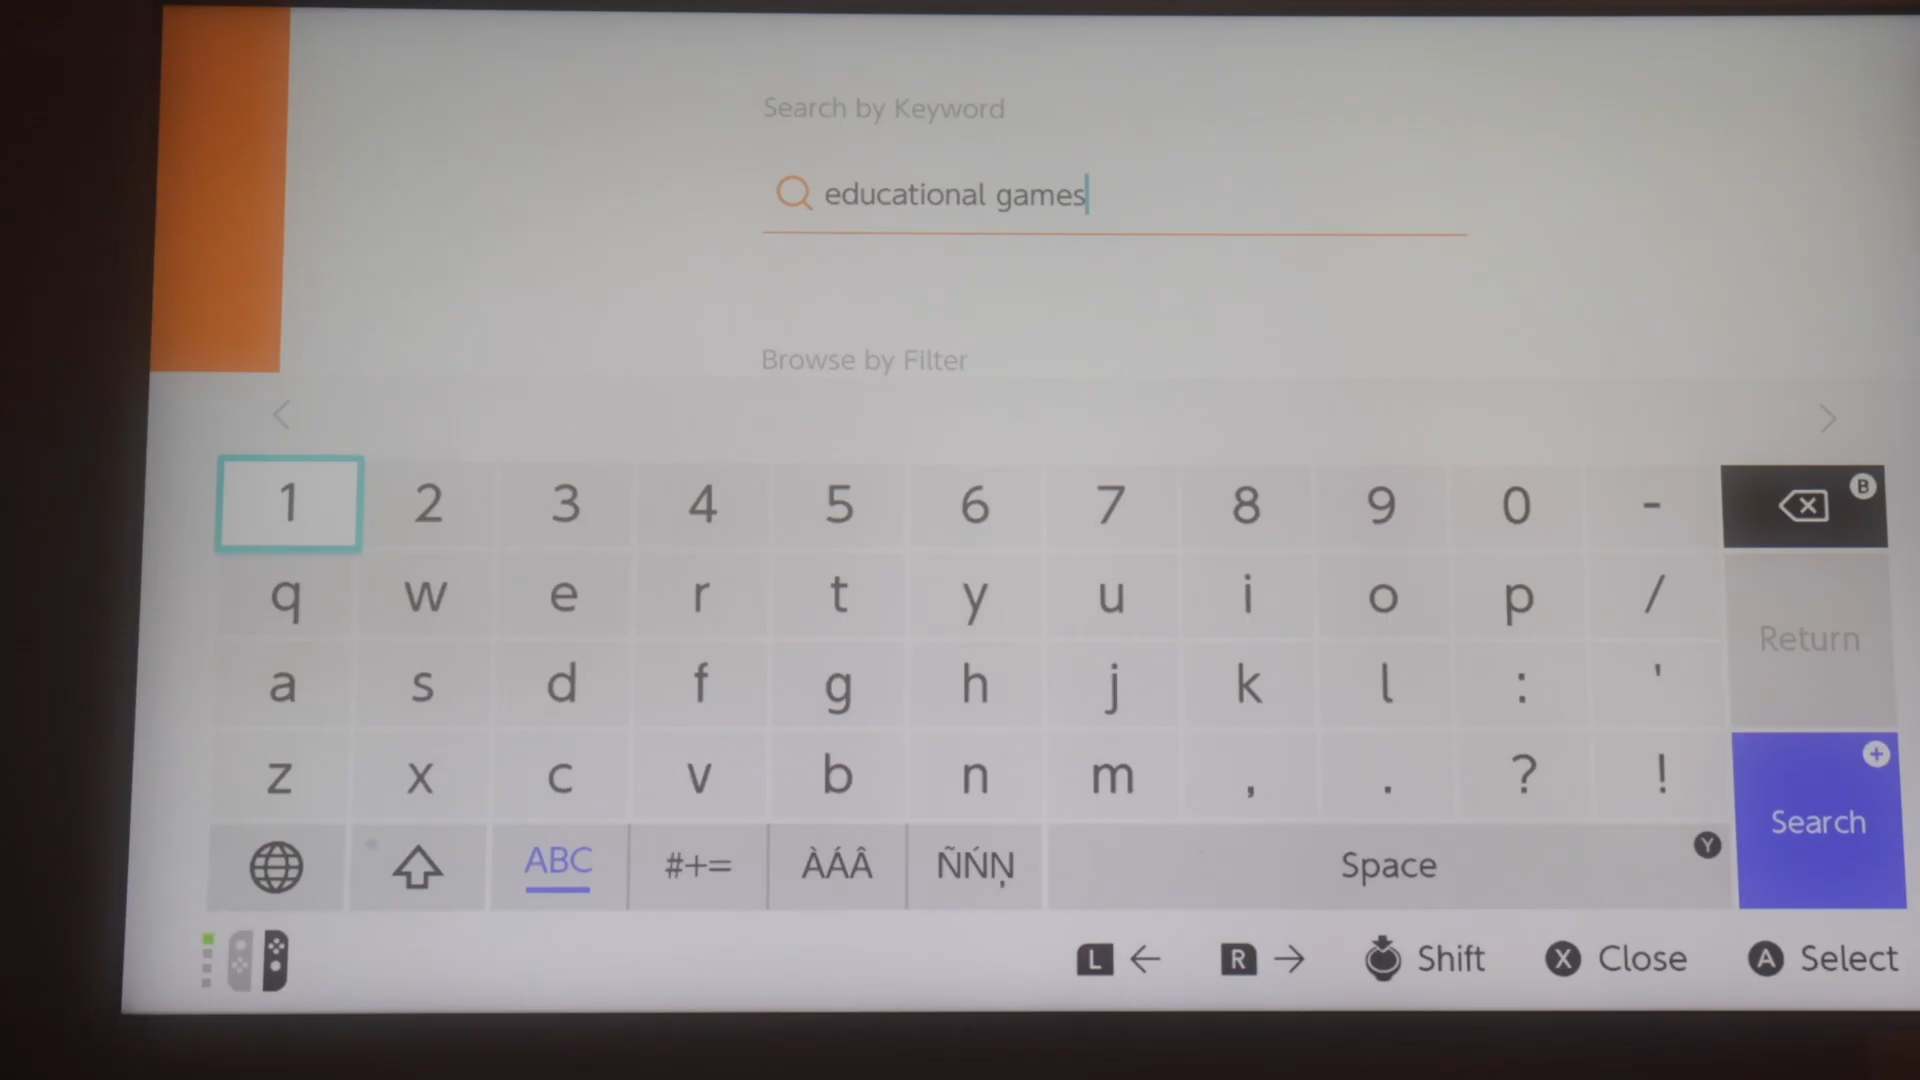 Search by Keyword
educational games
Browse by Filter
1 2 3 4 5 6 7 8 9 0 - B
q w e r t y u i o p /
Return
a s d f g h j k l : '
z x c v b n m , . ? ! +
Search
ABC #+= ÀÁÂ ÑŃŅ Space Y
L ← R → Shift X Close A Select